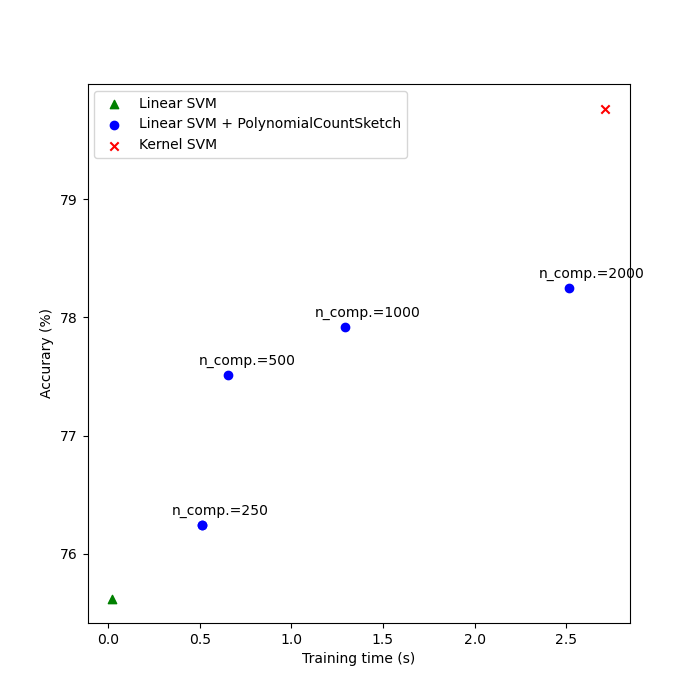 Linear SVM
Linear SVM + PolynomialCountSketch
Kernel SVM
79
n_comp.=2000
78
n_comp.=1000
n_comp.=500
77
n_comp.=250
76
Accurary (%)
0.0 0.5 1.0 1.5 2.0 2.5
Training time (s)